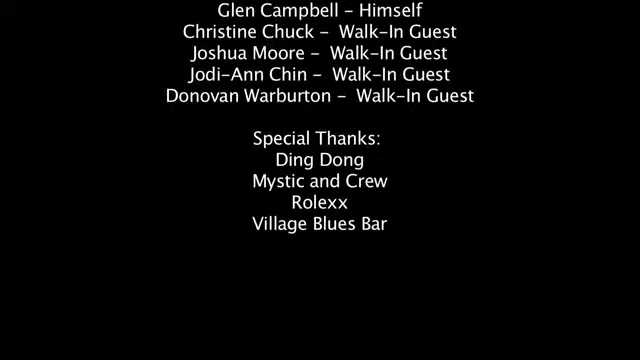 Glen Campbell - Himself
Christine Chuck - Walk-In Guest
Joshua Moore - Walk-In Guest
Jodi-Ann Chin - Walk-In Guest
Donovan Warburton - Walk-In Guest
Special Thanks:
Ding Dong
Mystic and Crew
Rolexx
Village Blues Bar